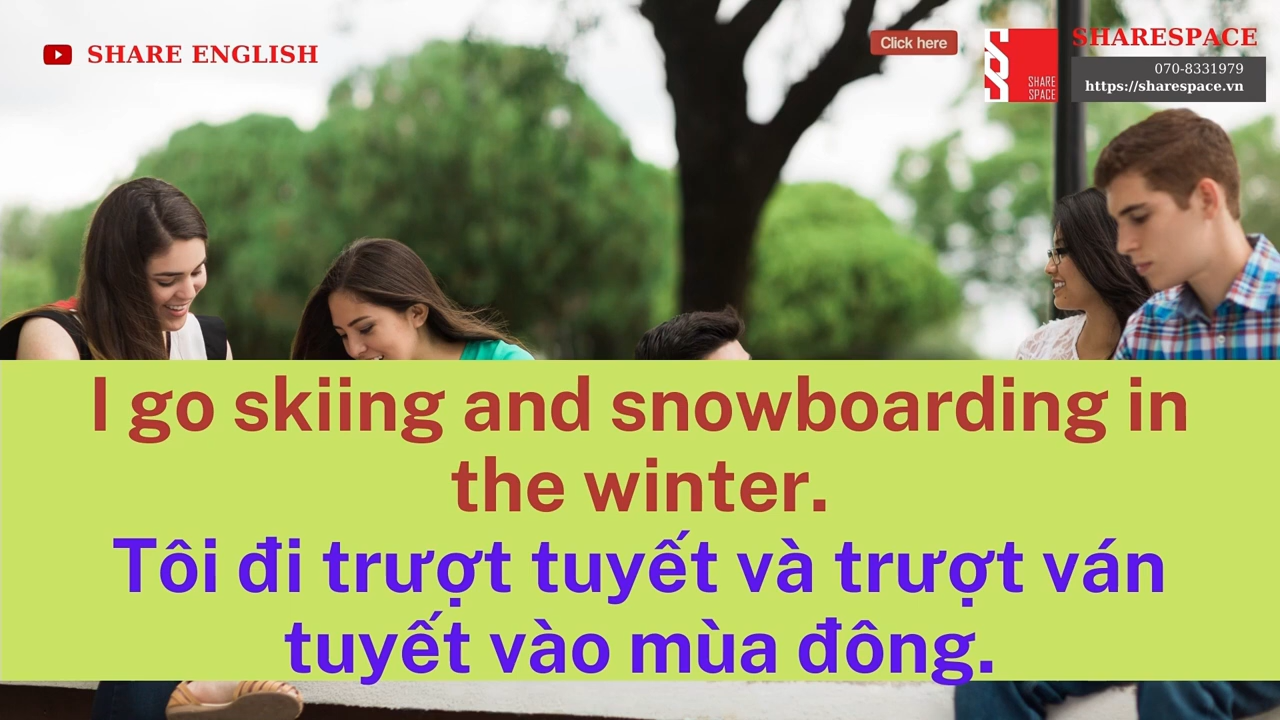 SHARE ENGLISH
Click here
SHARE
SPACE
SHARESPACE
070-8331979
https://sharespace.vn
I go skiing and snowboarding in
the winter.
Tôi đi trượt tuyết và trượt ván
tuyết vào mùa đông.